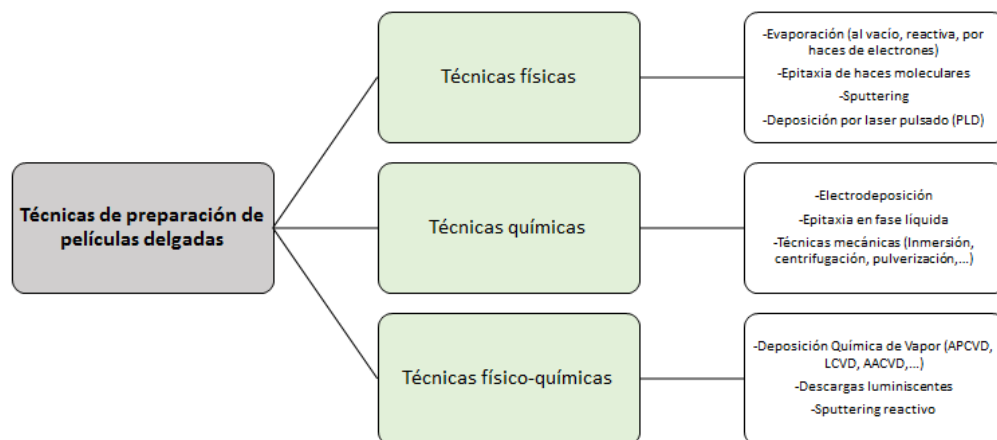 Técnicas de preparación de
películas delgadas
Técnicas físicas
-Evaporación (al vacío, reactiva, por
haces de electrones)
-Epitaxia de haces moleculares
-Sputtering
-Deposición por laser pulsado (PLD)
Técnicas químicas
-Electrodeposición
-Epitaxia en fase líquida
-Técnicas mecánicas (Inmersión,
centrifugación, pulverización,...)
Técnicas físico-químicas
-Deposición Química de Vapor (APCVD,
LCVD, AACVD,...)
-Descargas luminiscentes
-Sputtering reactivo